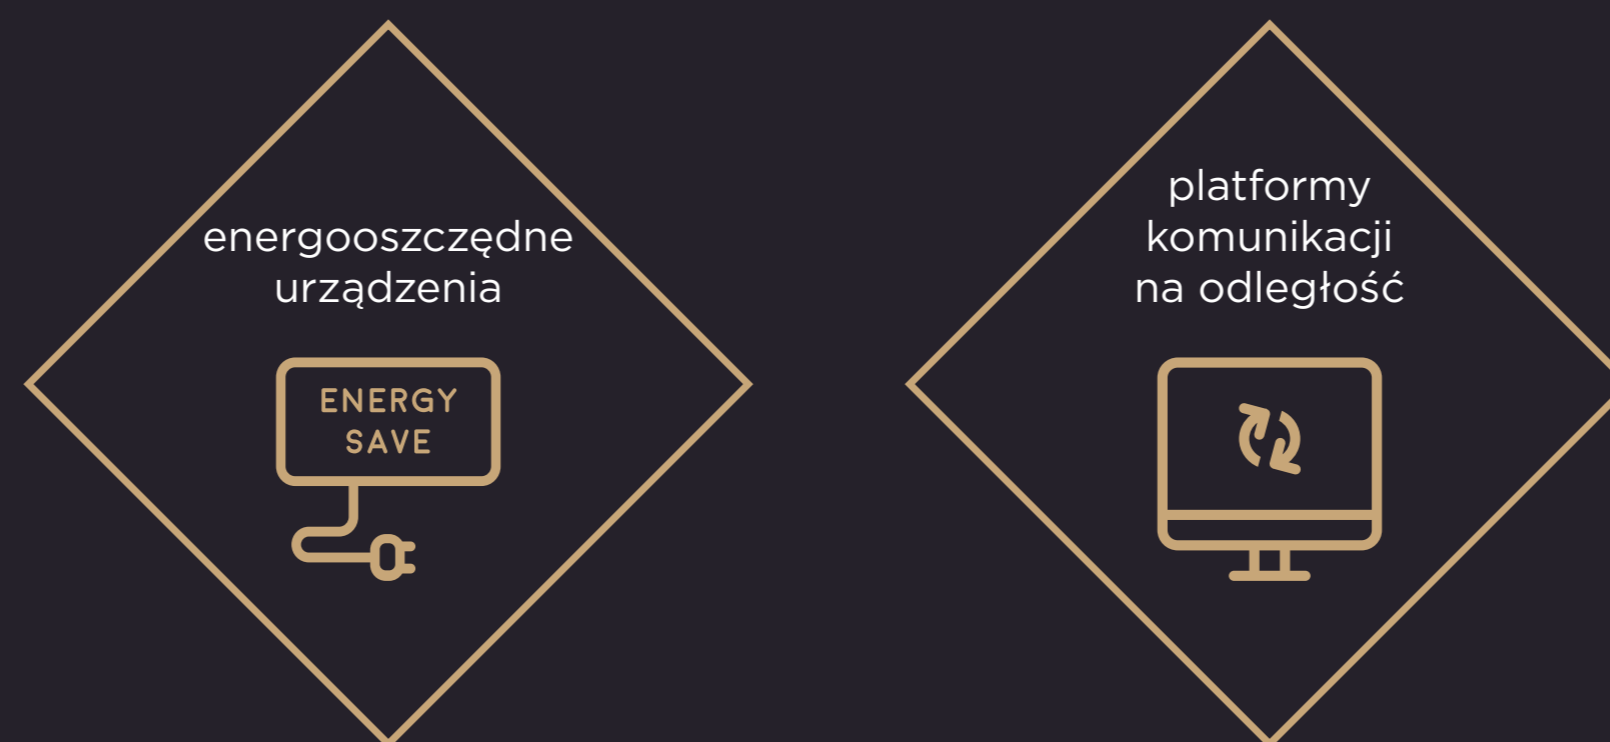 energooszczędne
urządzenia
ENERGY
SAVE
platformy
komunikacji
na odległość